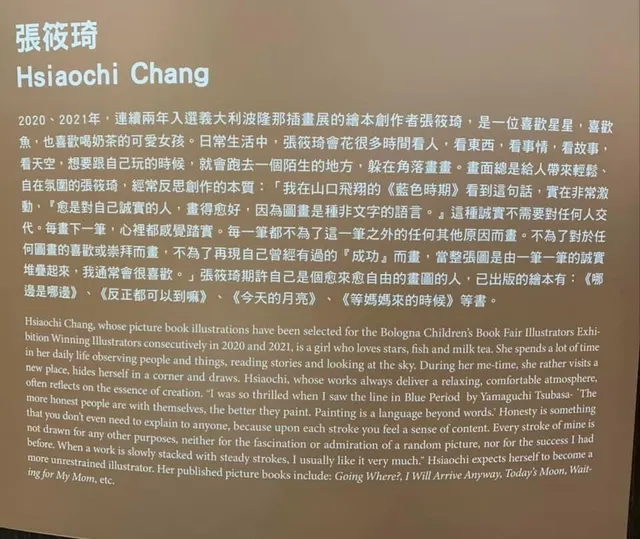 張筱琦
Hsiaochi Chang
2020、2021年，連續兩年入選義大利波隆那插畫展的繪本創作者張筱琦，是一位喜歡星星，喜歡
魚，也喜歡喝奶茶的可愛女孩。日常生活中，張筱琦會花很多時間看人，看東西，看事情，看故事，
看天空，想要跟自己玩的時候，就會跑去一個陌生的地方，躲在角落畫畫。畫面總是給人帶來輕鬆、
自在氛圍的張筱琦，經常反思創作的本質：「我在山口飛翔的《藍色時期》看到這句話，實在非常激
動，『愈是對自己誠實的人，畫得愈好，因為圖畫是種非文字的語言。』這種誠實不需要對任何人交
代。每畫下一筆，心裡都感覺踏實。每一筆都不為了這一筆之外的任何其他原因而畫。不為了對於任
何圖畫的喜歡或崇拜而畫，不為了再現自己曾經有過的『成功』而畫，當整張圖是由一筆一筆的誠實
堆疊起來，我通常會很喜歡。」張筱琦期許自己是個愈來愈自由的畫圖的人，已出版的繪本有：《哪
邊是哪邊》、《反正都可以到嘛》、《今天的月亮》、《等媽媽來的時候》等書。
Hsiaochi Chang, whose picture book illustrations have been selected for the Bologna Children's Book Fair Illustrators Exhi-
bition Winning Illustrators consecutively in 2020 and 2021, is a girl who loves stars, fish and milk tea. She spends a lot of time
in her daily life observing people and things, reading stories and looking at the sky. During her me-time, she rather visits a
new place, hides herself in a corner and draws. Hsiaochi, whose works always deliver a relaxing, comfortable atmosphere,
often reflects on the essence of creation. "I was so thrilled when I saw the line in Blue Period by Yamaguchi Tsubasa- 'The
more honest people are with themselves, the better they paint. Painting is a language beyond words.' Honesty is something
that you don't even need to explain to anyone, because upon each stroke you feel a sense of content. Every stroke of mine is
not drawn for any other purposes, neither for the fascination or admiration of a random picture, nor for the success I had
before. When a work is slowly stacked with steady strokes, I usually like it very much." Hsiaochi expects herself to become a
more unrestrained illustrator. Her published picture books include: Going Where?, I Will Arrive Anyway, Today's Moon, Wait-
ing for My Mom, etc.